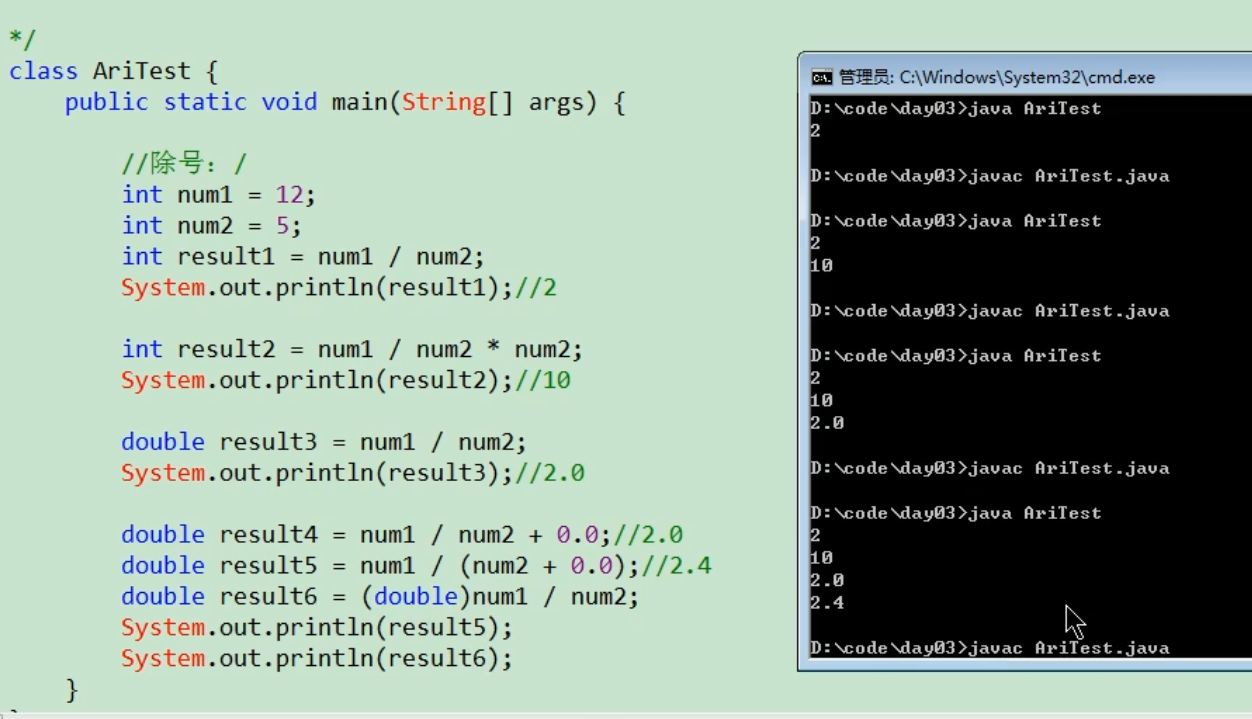 */
class AriTest {
public static void main(String[] args) {
//除号：/
int num1 = 12;
int num2 = 5;
int result1 = num1 / num2;
System.out.println(result1);//2
int result2 = num1 / num2 * num2;
System.out.println(result2);//10
double result3 = num1 / num2;
System.out.println(result3);//2.0
double result4 = num1 / num2 + 0.0;//2.0
double result5 = num1 / (num2 + 0.0);//2.4
double result6 = (double)num1 / num2;
System.out.println(result5);
System.out.println(result6);
}
管理员: C:\Windows\System32\cmd.exe
D:\code\day03>java AriTest
2
D:\code\day03>javac AriTest.java
D:\code\day03>java AriTest
2
10
D:\code\day03>javac AriTest.java
D:\code\day03>java AriTest
2
10
2.0
D:\code\day03>javac AriTest.java
D:\code\day03>java AriTest
2
10
2.0
2.4
D:\code\day03>javac AriTest.java